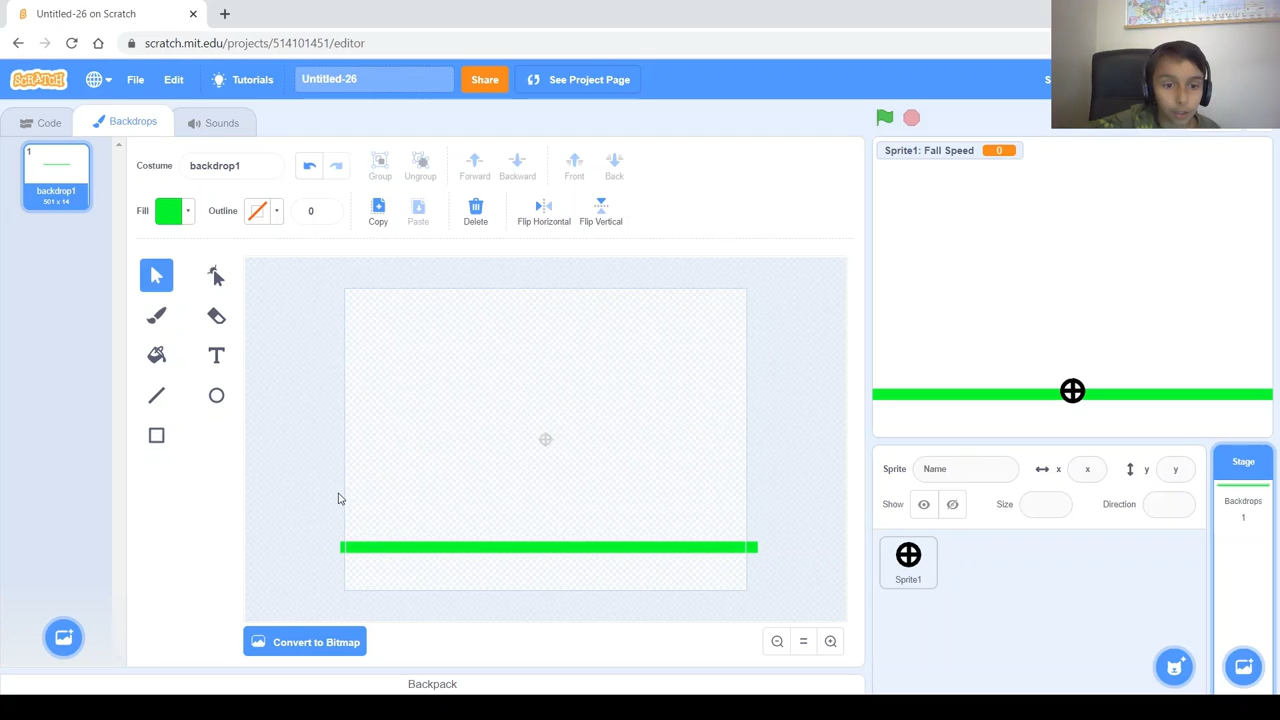 Untitled-26 on Scratch
scratch.mit.edu/projects/514101451/editor
SCRATCH
File
Edit
Tutorials
Untitled-26
Share
See Project Page
S
Code
Backdrops
Sounds
1
backdrop1
501 x 14
Costume
backdrop1
Group
Ungroup
Forward
Backward
Front
Back
Fill
Outline
0
Copy
Paste
Delete
Flip Horizontal
Flip Vertical
T
Convert to Bitmap
Backpack
Sprite1: Fall Speed 0
Sprite
Name
x
x
y
y
Show
Size
Direction
Sprite1
Stage
Backdrops
1